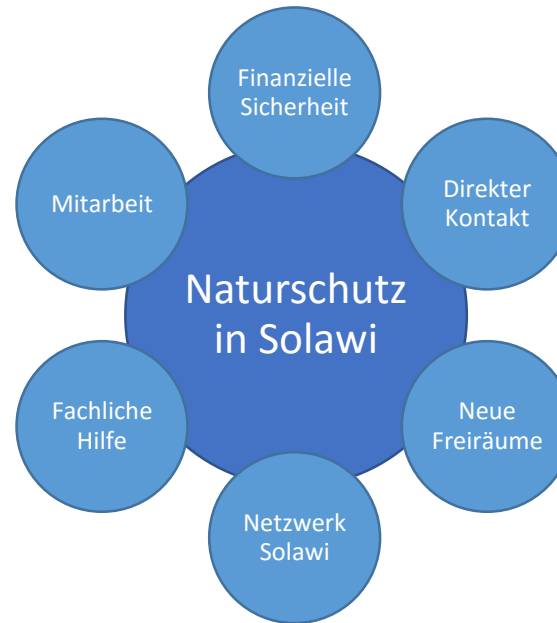 Finanzielle
Sicherheit
Direkter
Kontakt
Neue
Freiräume
Netzwerk
Solawi
Fachliche
Hilfe
Mitarbeit
Naturschutz
in Solawi